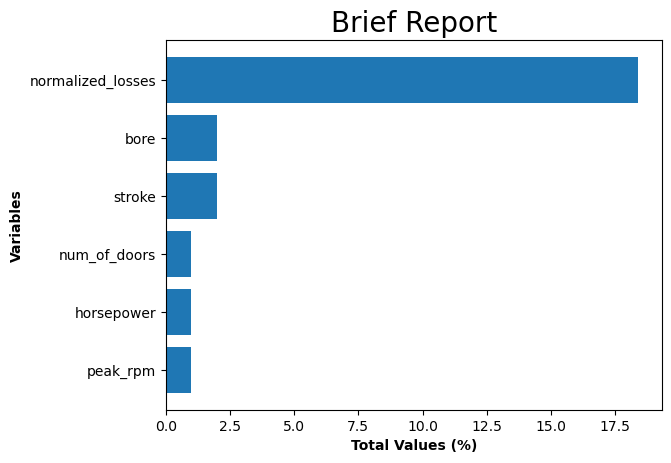 Brief Report
normalized_losses
bore
stroke
num_of_doors
horsepower
peak_rpm
Variables
0.0 2.5 5.0 7.5 10.0 12.5 15.0 17.5
Total Values (%)